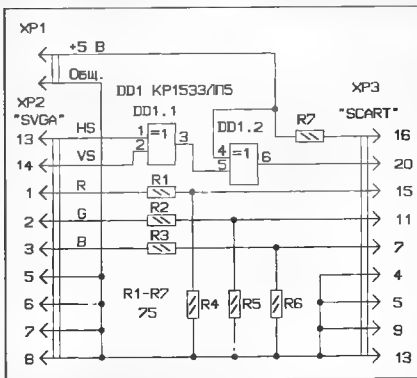 XP1
+5 В
Общ.
DD1 КР1533ЛП5
XP2
"SVGA"
DD1.1
XP3
"SCART"
13 HS 1 =1 3
DD1.2
R7 16
14 VS 2
4 =1 6
5
20
1 R R1 15
2 G R2 11
3 B R3 7
5 4
6 R1-R7 R4 R5 R6 5
7 75 9
8 13